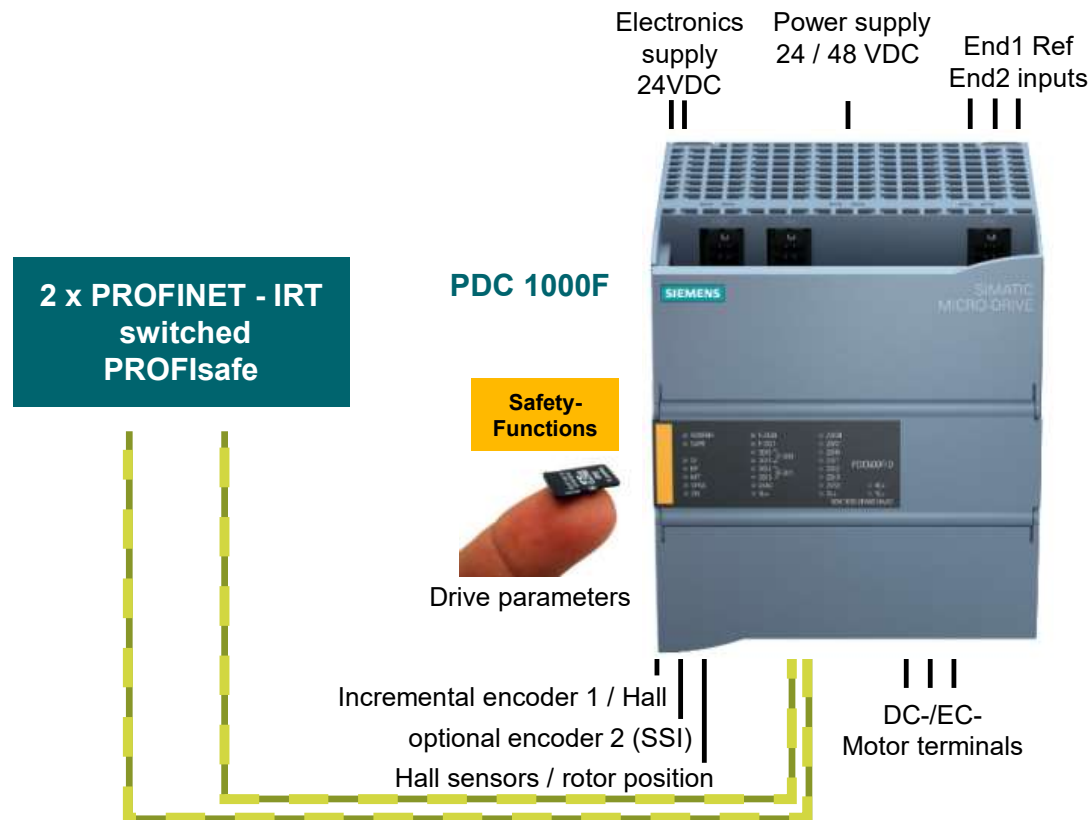 Electronics
supply
24VDC
Power supply
24 / 48 VDC
End1 Ref
End2 inputs
2 x PROFINET - IRT
switched
PROFIsafe
PDC 1000F
SIEMENS
SIMATIC
MICRO-DRIVE
Safety-
Functions
Drive parameters
Incremental encoder 1 / Hall
optional encoder 2 (SSI)
Hall sensors / rotor position
DC-/EC-
Motor terminals